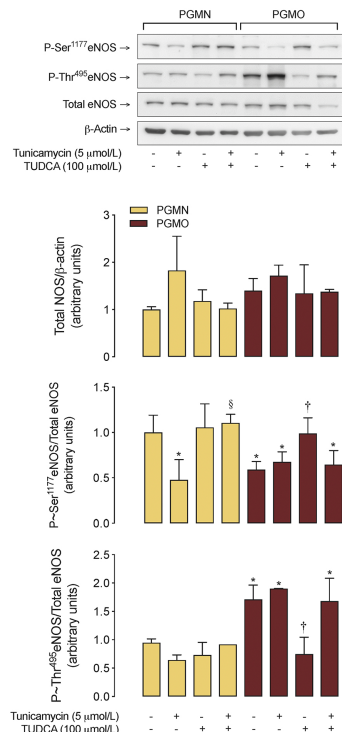 PGMN PGMO
P-Ser1177eNOS →
P-Thr495eNOS →
Total eNOS →
β-Actin →
Tunicamycin (5 μmol/L) - + - + - + - +
TUDCA (100 μmol/L) - - + + - - + +
PGMN
PGMO
Total NOS/β-actin
(arbitrary units)
3
2
1
0
P~Ser1177eNOS/Total eNOS
(arbitrary units)
1.5
1.0
0.5
0.0
* § * * † *
P~Thr495eNOS/Total eNOS
(arbitrary units)
2.5
2.0
1.5
1.0
0.5
0.0
* * † *
Tunicamycin (5 μmol/L) - + - + - + - +
TUDCA (100 μmol/L) - - + + - - + +